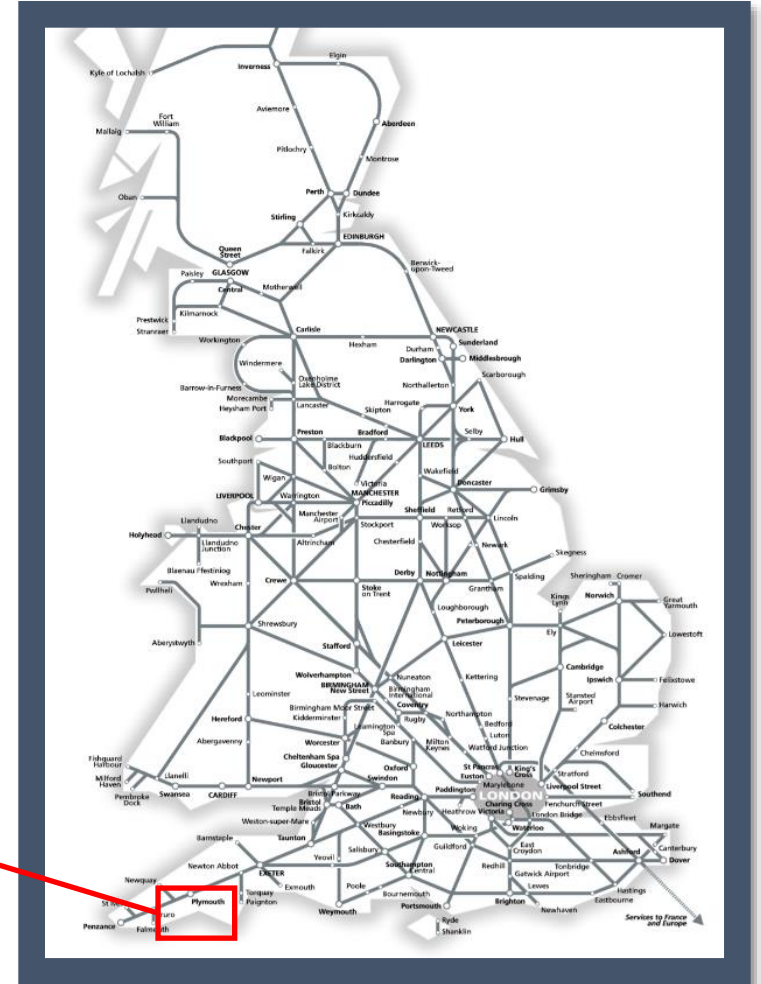 Elgin
Inverness
Kyle of Lochalsh
Aviemore
Fort
William
Mallaig
Aberdeen
Pitlochry
Montrose
Perth
Dundee
Oban
Kirkcaldy
Stirling
EDINBURGH
Queen
Street
Falkirk
Berwick-
upon-Tweed
Paisley
GLASGOW
Central
Motherwell
Prestwick
Kilmarnock
Stranraer
Carlisle
NEWCASTLE
Workington
Hexham
Sunderland
Durham
Darlington
Middlesbrough
Windermere
Scarborough
Oxenholme
Lake District
Northallerton
Barrow-in-Furness
Morecambe
Lancaster
Harrogate
York
Heysham Port
Skipton
Blackpool
Preston
Bradford
LEEDS
Selby
Hull
Blackburn
Huddersfield
Southport
Bolton
Wakefield
Wigan
Victoria
Doncaster
MANCHESTER
Piccadilly
Grimsby
LIVERPOOL
Warrington
Manchester
Airport
Sheffield
Retford
Lincoln
Llandudno
Stockport
Worksop
Holyhead
Chester
Llandudno
Junction
Altrincham
Chesterfield
Newark
Skegness
Blaenau Ffestiniog
Derby
Nottingham
Spalding
Sheringham
Cromer
Pwllheli
Wrexham
Crewe
Stoke
on Trent
Grantham
Kings
Lynn
Norwich
Great
Yarmouth
Loughborough
Shrewsbury
Peterborough
Ely
Lowestoft
Aberystwyth
Stafford
Leicester
Wolverhampton
Nuneaton
Kettering
Cambridge
BIRMINGHAM
New Street
Birmingham
International
Ipswich
Felixstowe
Leominster
Coventry
Stevenage
Stansted
Airport
Birmingham Moor Street
Harwich
Hereford
Kidderminster
Rugby
Northampton
Colchester
Leamington
Spa
Bedford
Abergavenny
Worcester
Banbury
Milton
Keynes
Luton
Watford Junction
Chelmsford
Cheltenham Spa
Fishguard
Harbour
Gloucester
Oxford
St Pancras
King's
Cross
Euston
Stratford
Llanelli
Newport
Swindon
Marylebone
Liverpool Street
Milford
Haven
Paddington
Pembroke
Dock
Swansea
CARDIFF
Bristol Parkway
Reading
LONDON
Southend
Bristol
Temple Meads
Bath
Charing Cross
Fenchurch Street
Newbury
Heathrow
Victoria
London Bridge
Ebbsfleet
Weston-super-Mare
Westbury
Waterloo
Margate
Barnstaple
Taunton
Basingstoke
Woking
East
Croydon
Canterbury
Yeovil
Salisbury
Guildford
Ashford
Newton Abbot
Southampton
Central
Redhill
Tonbridge
Dover
EXETER
Gatwick Airport
Newquay
Torquay
Exmouth
Poole
Lewes
Hastings
Plymouth
Paignton
Bournemouth
Eastbourne
Weymouth
Portsmouth
Brighton
Newhaven
Truro
Ryde
Services to France
and Europe
Penzance
Falmouth
Shanklin